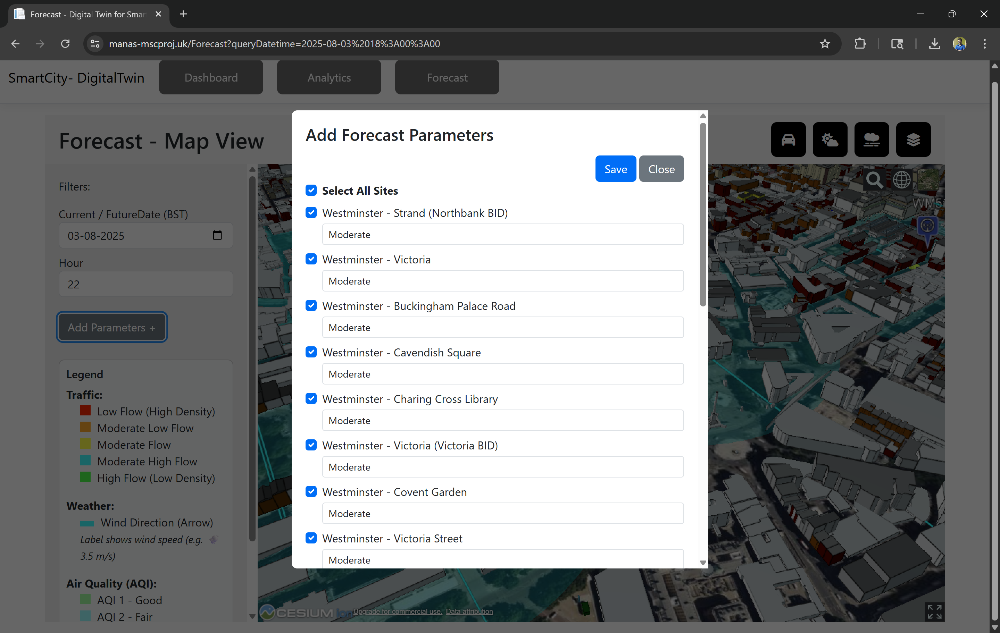 Forecast - Digital Twin for Smar
manas-mscproj.uk/Forecast?queryDatetime=2025-08-03%2018%3A00%3A00
SmartCity- DigitalTwin
Dashboard
Analytics
Forecast
Forecast - Map View
Filters:
Current / FutureDate (BST)
03-08-2025
Hour
22
Add Parameters +
Legend
Traffic:
Low Flow (High Density)
Moderate Low Flow
Moderate Flow
Moderate High Flow
High Flow (Low Density)
Weather:
Wind Direction (Arrow)
Label shows wind speed (e.g.
3.5 m/s)
Air Quality (AQI):
AQI 1 - Good
AQI 2 - Fair
Add Forecast Parameters
Save
Close
Select All Sites
Westminster - Strand (Northbank BID)
Moderate
Westminster - Victoria
Moderate
Westminster - Buckingham Palace Road
Moderate
Westminster - Cavendish Square
Moderate
Westminster - Charing Cross Library
Moderate
Westminster - Victoria (Victoria BID)
Moderate
Westminster - Covent Garden
Moderate
Westminster - Victoria Street
Moderate
WM5
CESIUM ion
Upgrade for commercial use. Data attribution